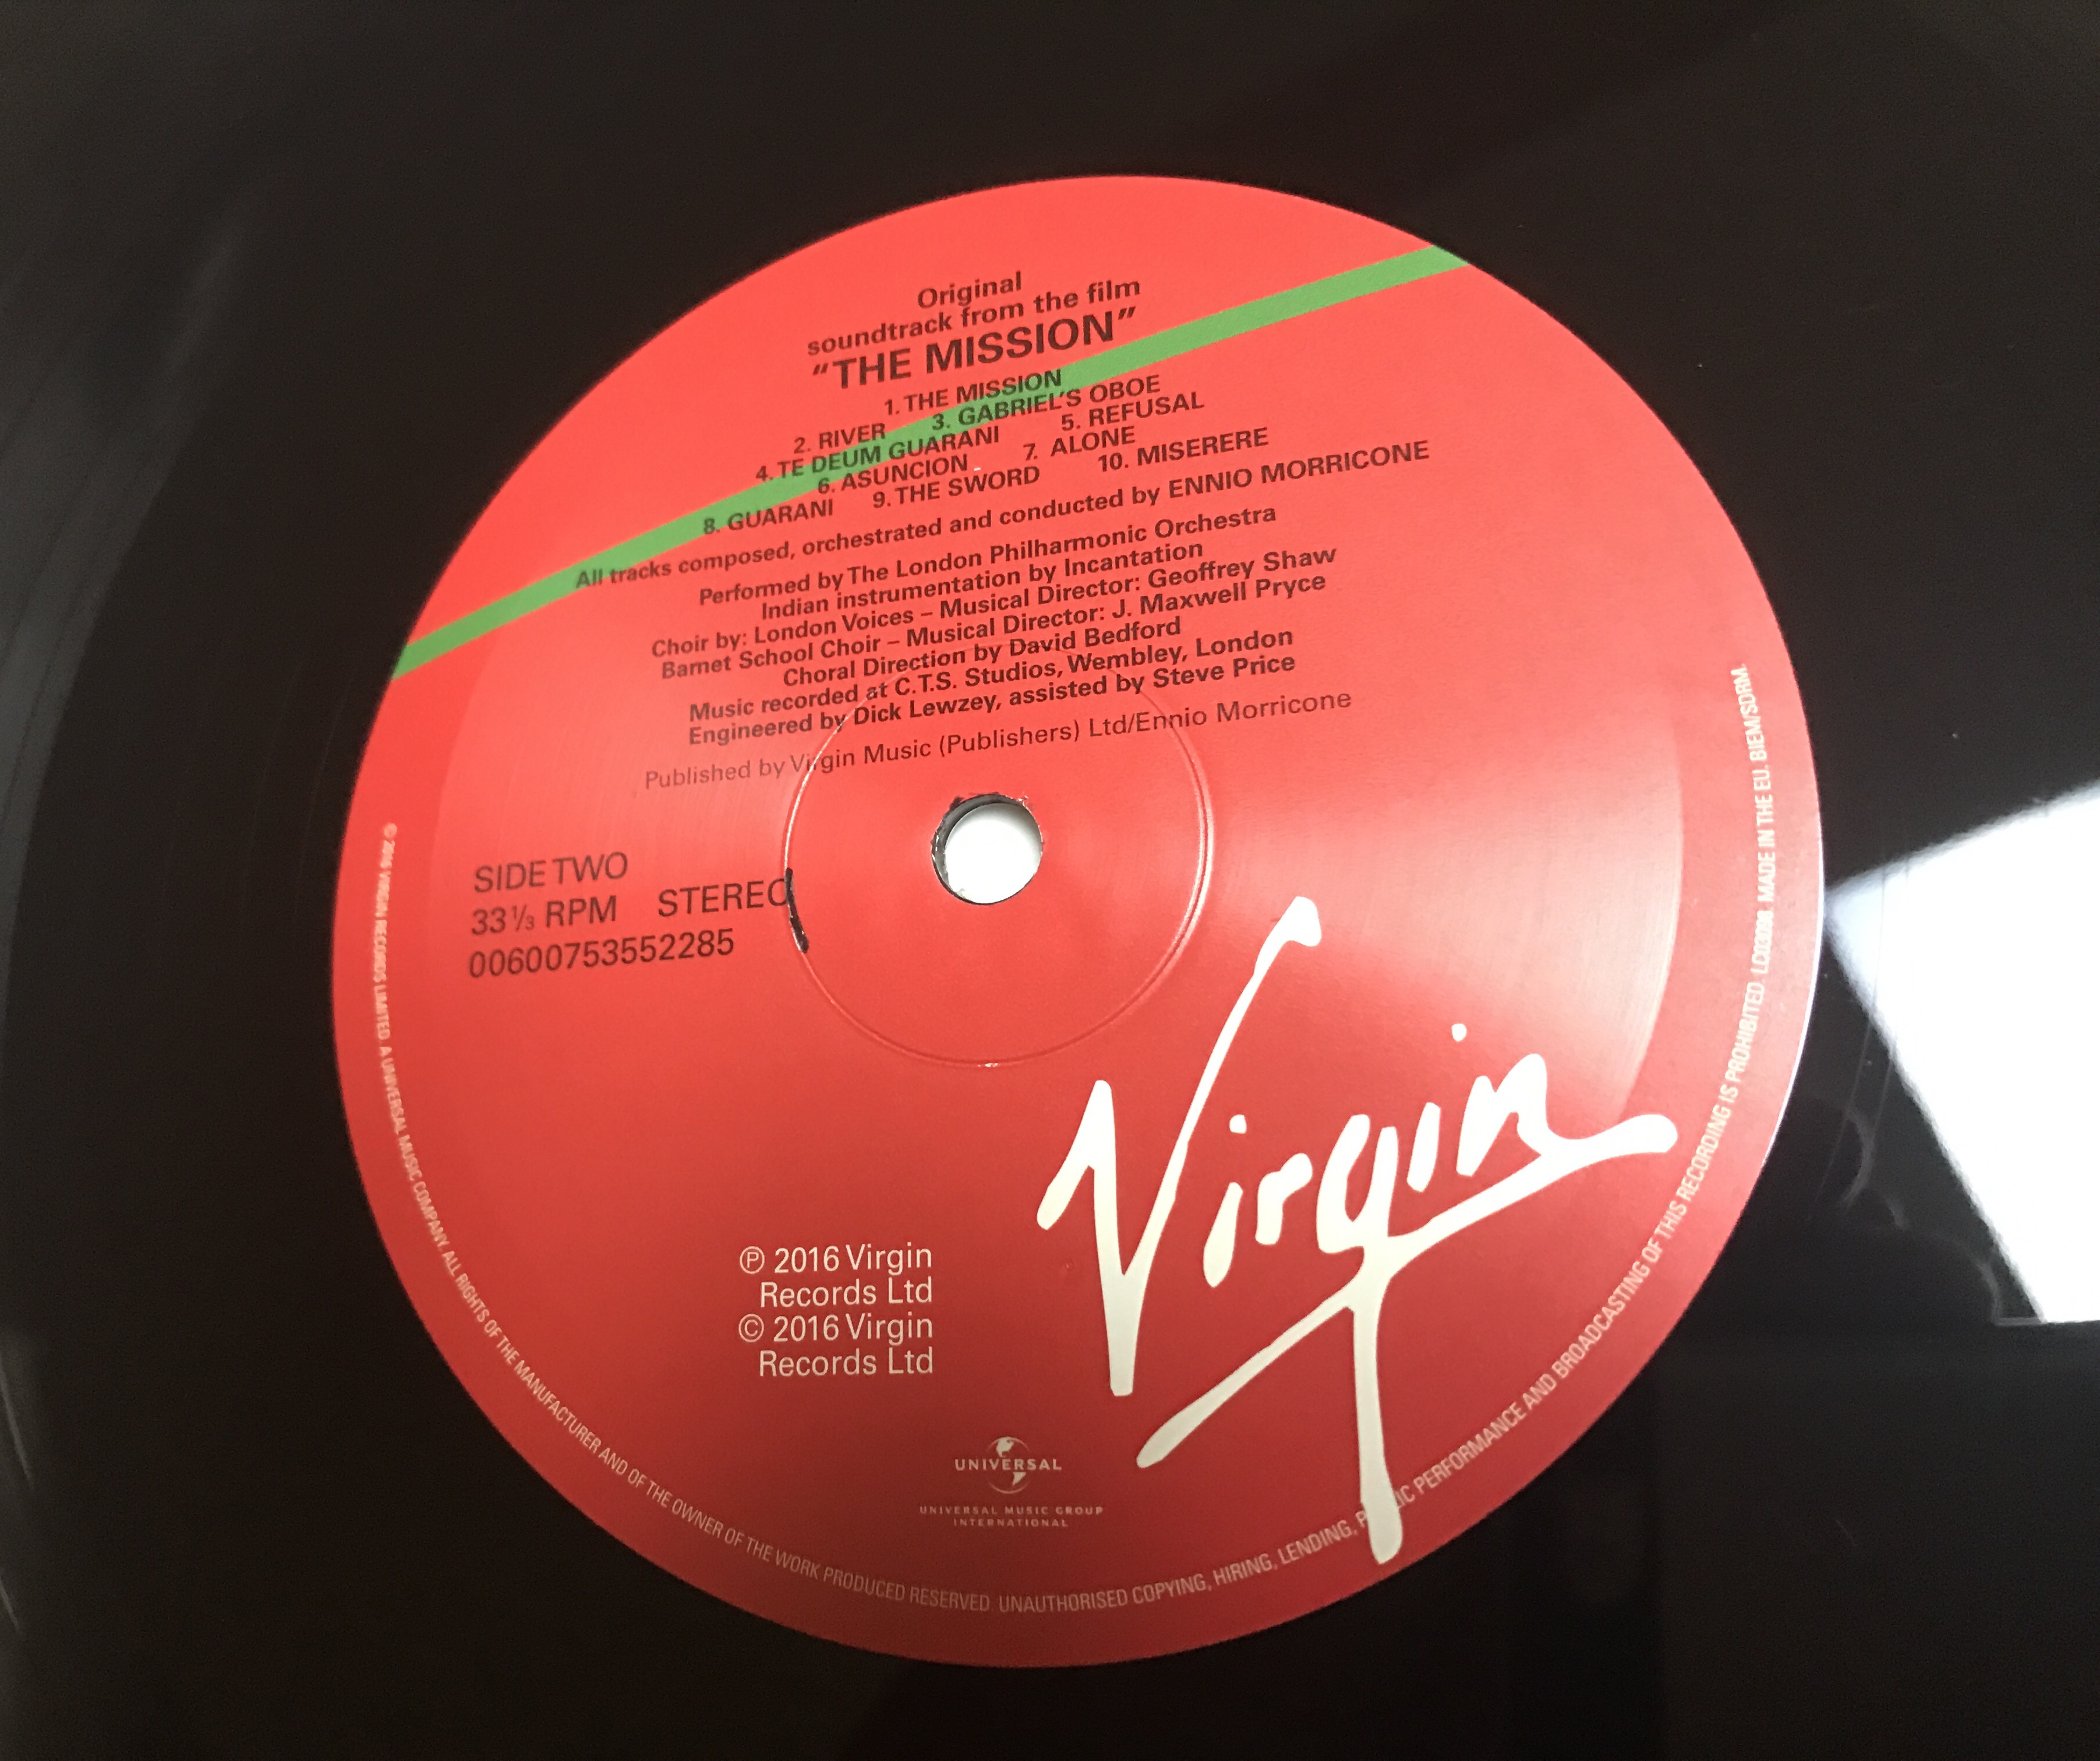 Original
soundtrack from the film
"THE MISSION"
1. THE MISSION
2. RIVER 3. GABRIEL'S OBOE
4. TE DEUM GUARANI 5. REFUSAL
6. ASUNCION 7. ALONE
8. GUARANI 9. THE SWORD 10. MISERERE
All tracks composed, orchestrated and conducted by ENNIO MORRICONE
Performed by The London Philharmonic Orchestra
Indian instrumentation by Incantation
Choir by: London Voices – Musical Director: Geoffrey Shaw
Barnet School Choir – Musical Director: J. Maxwell Pryce
Choral Direction by David Bedford
Music recorded at C.T.S. Studios, Wembley, London
Engineered by Dick Lewzey, assisted by Steve Price
Published by Virgin Music (Publishers) Ltd/Ennio Morricone
SIDE TWO
33⅓ RPM STEREO
00600753552285
Virgin
℗ 2016 Virgin
Records Ltd
© 2016 Virgin
Records Ltd
UNIVERSAL
UNIVERSAL MUSIC GROUP
INTERNATIONAL
© 2016 VIRGIN RECORDS LIMITED. A UNIVERSAL MUSIC COMPANY. ALL RIGHTS OF THE MANUFACTURER AND OF THE OWNER OF THE WORK PRODUCED RESERVED. UNAUTHORISED COPYING, HIRING, LENDING, PUBLIC PERFORMANCE AND BROADCASTING OF THIS RECORDING IS PROHIBITED. MADE IN THE EU. BIEM/SDRM.